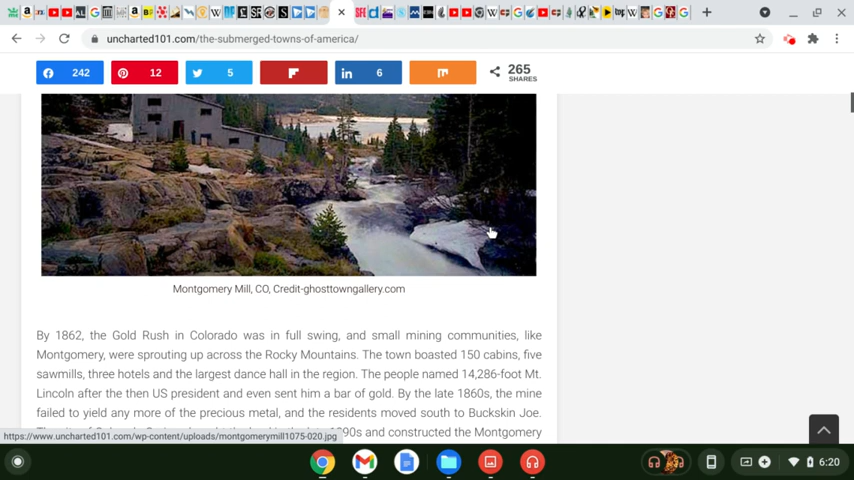 uncharted101.com/the-submerged-towns-of-america/
242
12
5
6
265
SHARES
Montgomery Mill, CO, Credit-ghosttowngallery.com
By 1862, the Gold Rush in Colorado was in full swing, and small mining communities, like
Montgomery, were sprouting up across the Rocky Mountains. The town boasted 150 cabins, five
sawmills, three hotels and the largest dance hall in the region. The people named 14,286-foot Mt.
Lincoln after the then US president and even sent him a bar of gold. By the late 1860s, the mine
failed to yield any more of the precious metal, and the residents moved south to Buckskin Joe.
and constructed the Montgomery
https://www.uncharted101.com/wp-content/uploads/montgomerymill1075-020.jpg
6:20